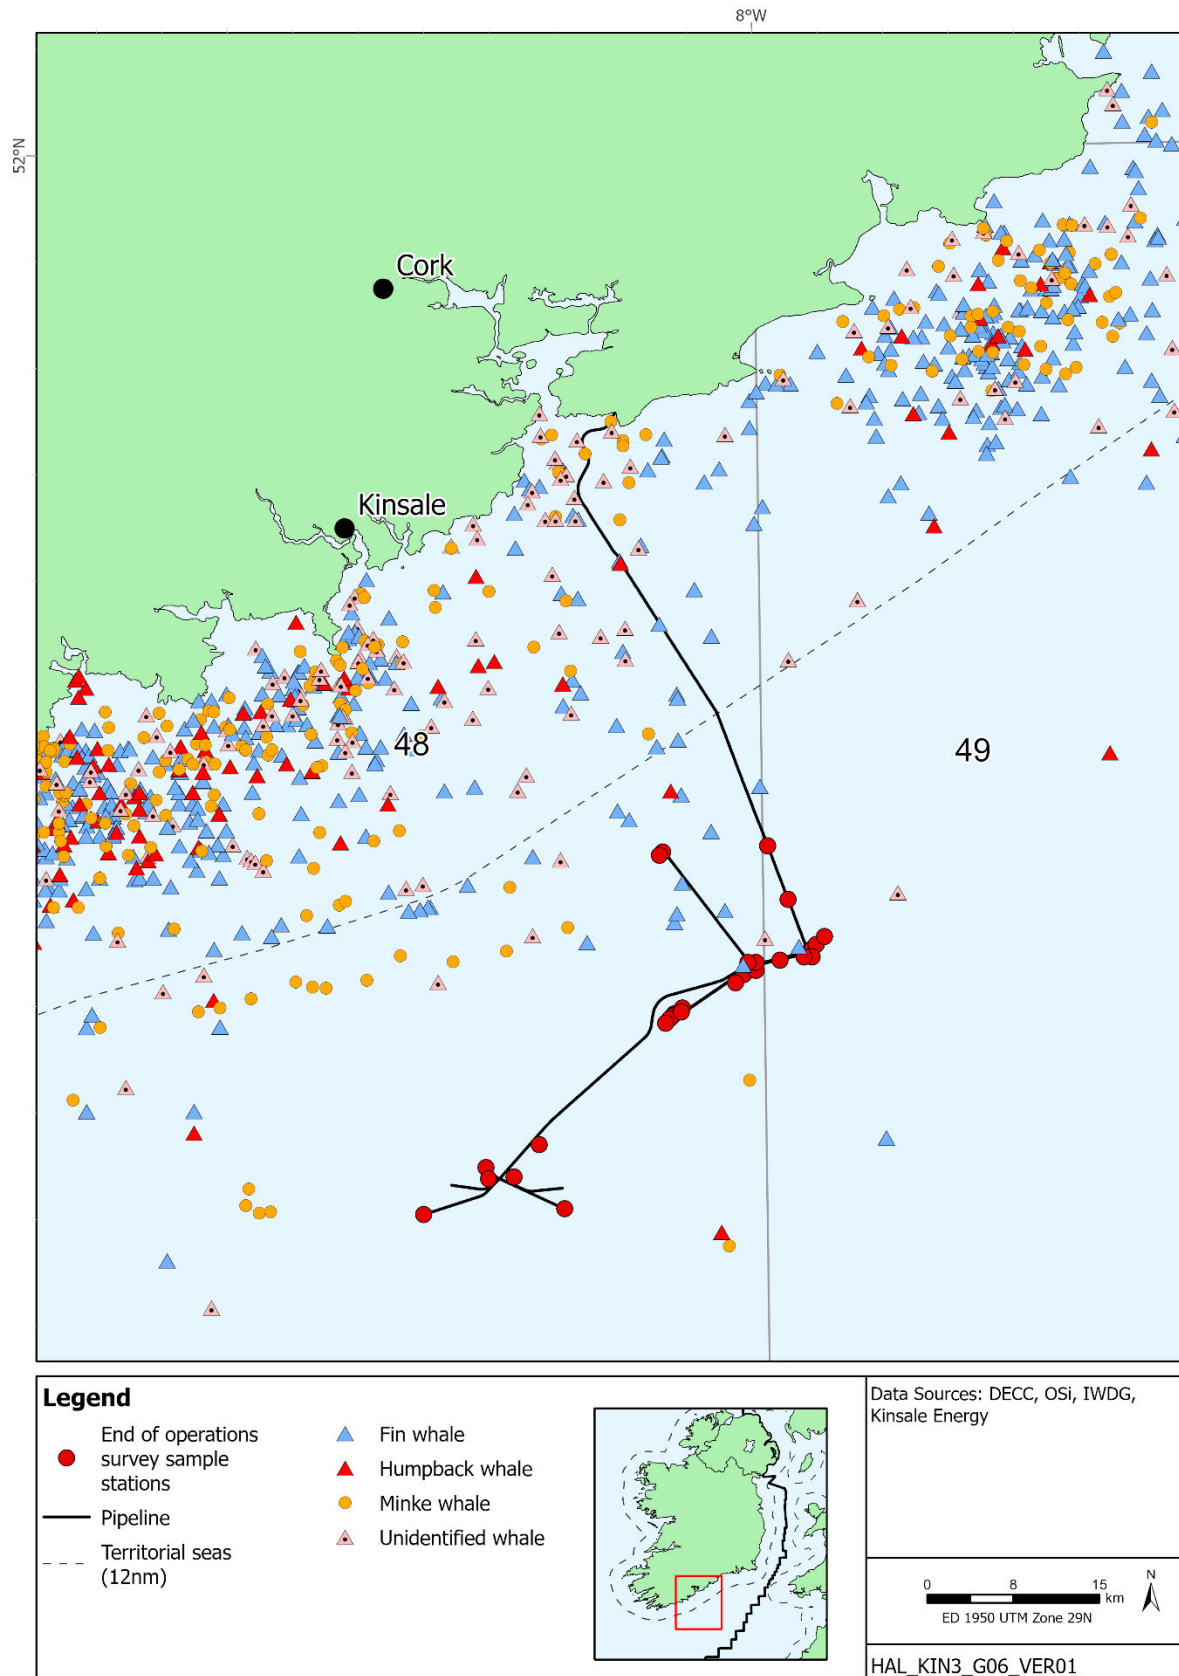 8°W
52°N
Cork
Kinsale
48
49
Legend
End of operations
survey sample
stations
Pipeline
Territorial seas
(12nm)
Fin whale
Humpback whale
Minke whale
Unidentified whale
Data Sources: DECC, OSi, IWDG,
Kinsale Energy
N
0 8 15
km
ED 1950 UTM Zone 29N
HAL_KIN3_G06_VER01